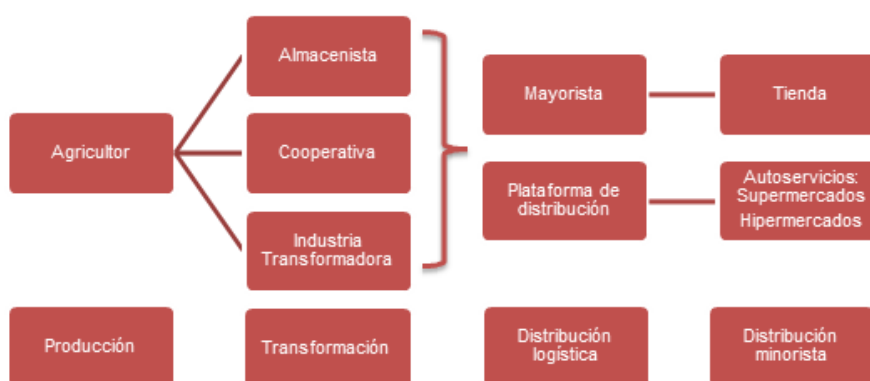 Almacenista
Mayorista
Tienda
Agricultor
Cooperativa
Plataforma de
distribución
Autoservicios:
Supermercados
Hipermercados
Industria
Transformadora
Producción
Transformación
Distribución
logística
Distribución
minorista